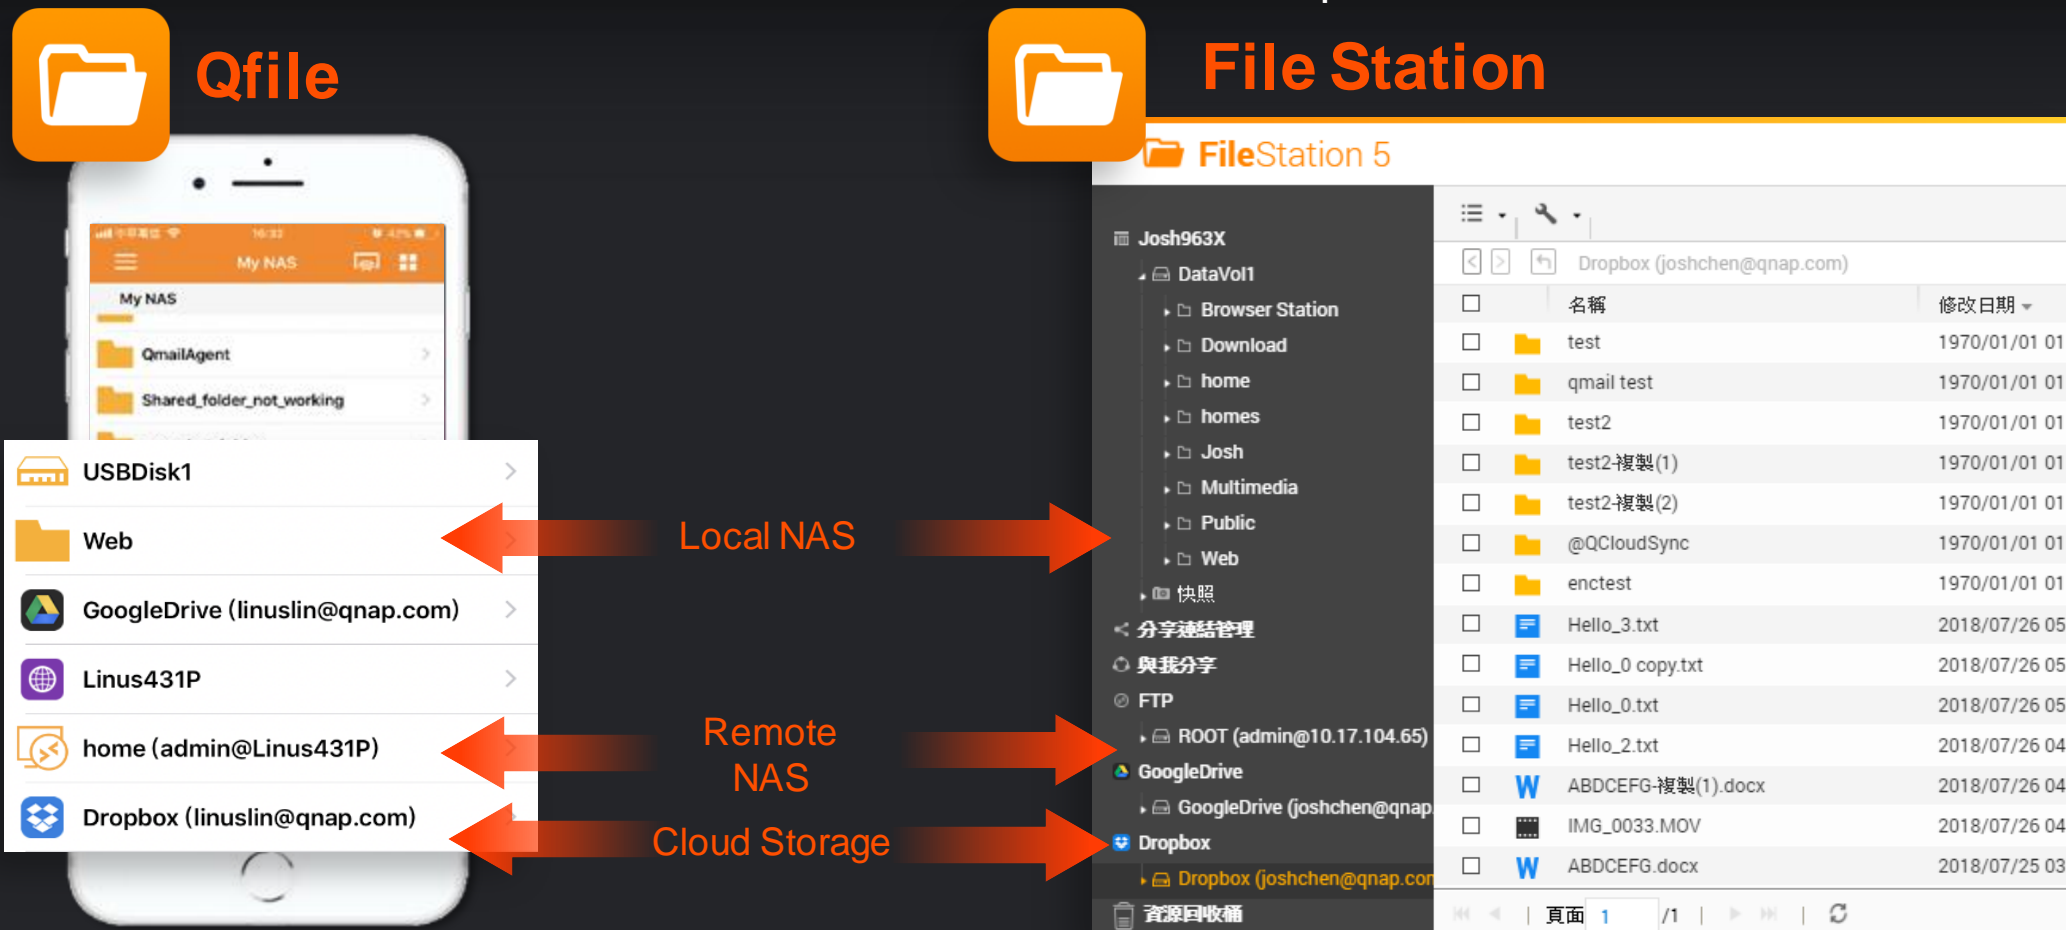 Qfile
File Station
16:32
42%
My NAS
My NAS
QmailAgent
Shared_folder_not_working
USBDisk1
Web
GoogleDrive (linuslin@qnap.com)
Linus431P
home (admin@Linus431P)
Dropbox (linuslin@qnap.com)
Local NAS
Remote
NAS
Cloud Storage
FileStation 5
Josh963X
DataVol1
Browser Station
Download
home
homes
Josh
Multimedia
Public
Web
快照
分享連結管理
與我分享
FTP
ROOT (admin@10.17.104.65)
GoogleDrive
GoogleDrive (joshchen@qnap.
Dropbox
Dropbox (joshchen@qnap.con
資源回收桶
Dropbox (joshchen@qnap.com)
名稱 修改日期
test 1970/01/01 01
qmail test 1970/01/01 01
test2 1970/01/01 01
test2-複製(1) 1970/01/01 01
test2-複製(2) 1970/01/01 01
@QCloudSync 1970/01/01 01
enctest 1970/01/01 01
Hello_3.txt 2018/07/26 05
Hello_0 copy.txt 2018/07/26 05
Hello_0.txt 2018/07/26 05
Hello_2.txt 2018/07/26 04
ABDCEFG-複製(1).docx 2018/07/26 04
IMG_0033.MOV 2018/07/26 04
ABDCEFG.docx 2018/07/25 03
頁面 1 /1